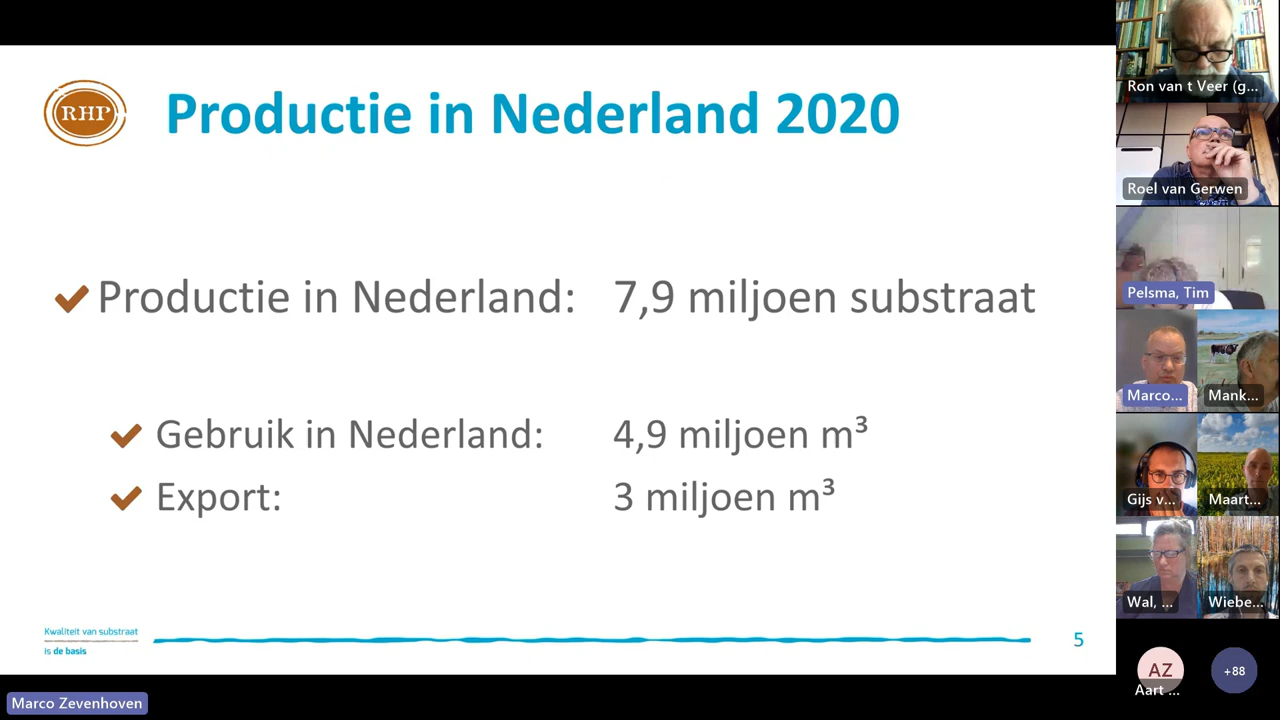 RHP
Productie in Nederland 2020
Productie in Nederland: 7,9 miljoen substraat
Gebruik in Nederland: 4,9 miljoen m³
Export: 3 miljoen m³
Kwaliteit van substraat
is de basis
5
Marco Zevenhoven
Ron van t Veer (g...
Roel van Gerwen
Pelsma, Tim
Marco... Mank...
Gijs v... Maart...
Wal, ... Wiebe...
AZ +88
Aart ...